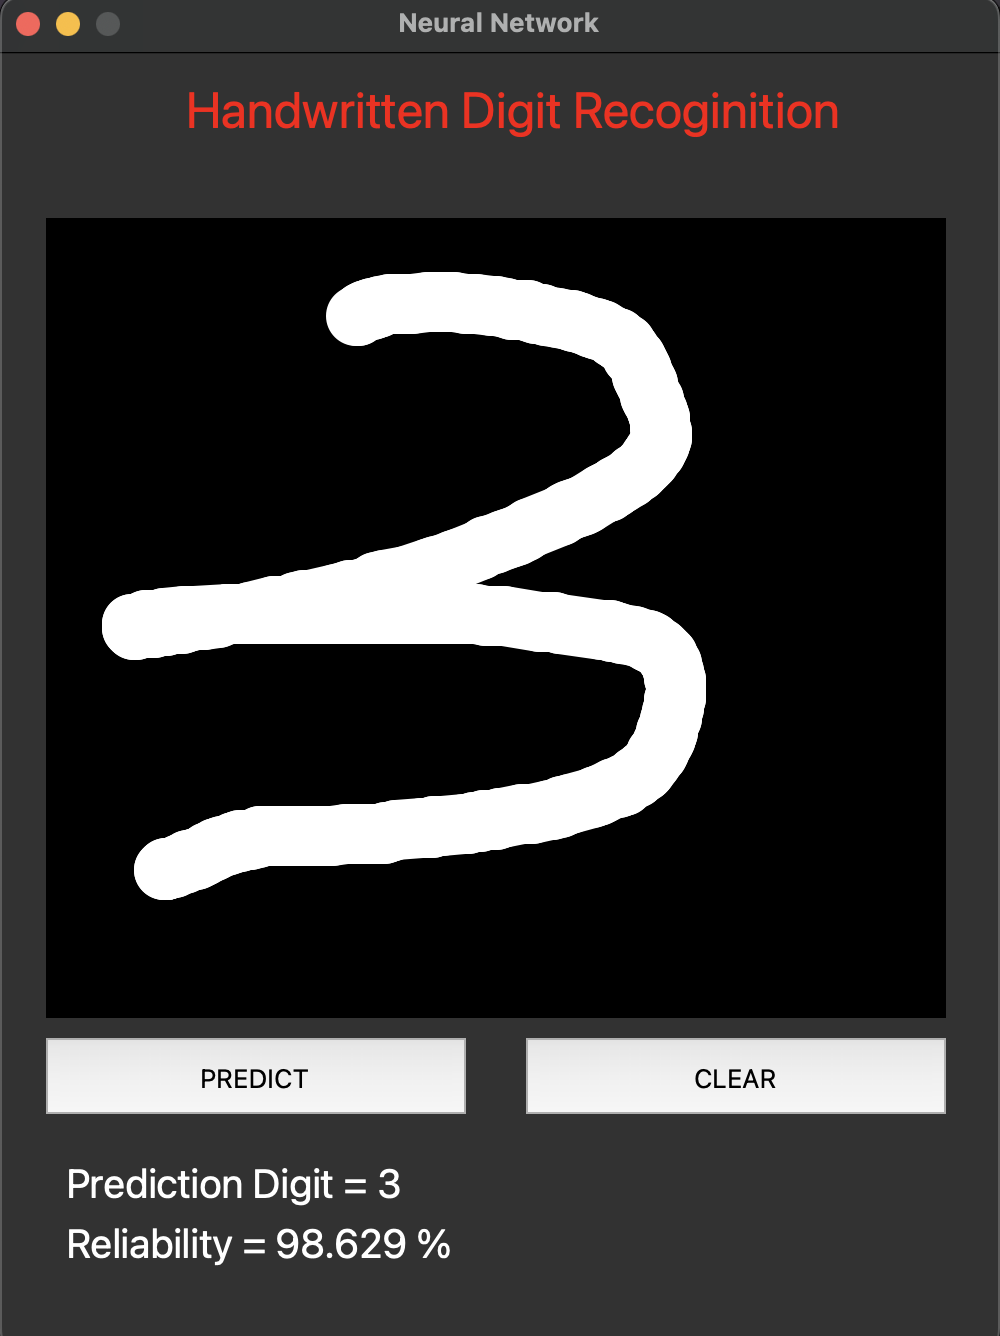 Neural Network
Handwritten Digit Recoginition
3
PREDICT
CLEAR
Prediction Digit = 3
Reliability = 98.629 %